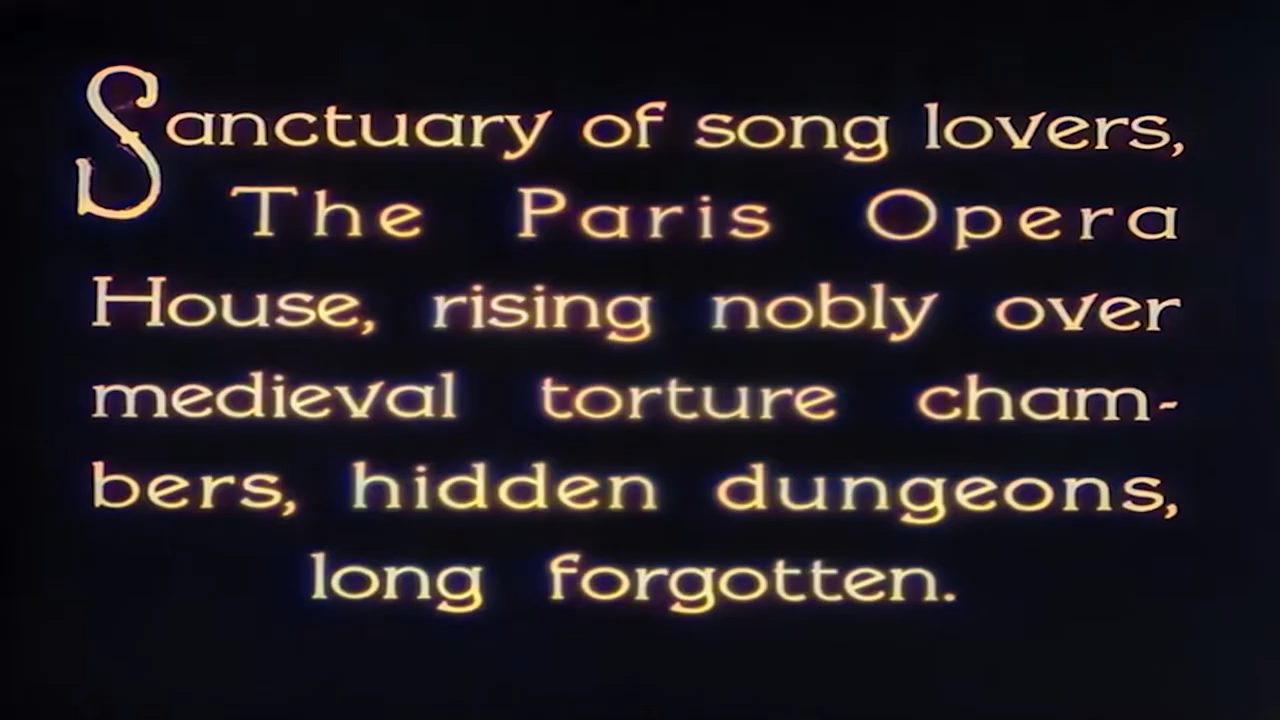 Sanctuary of song lovers,
The Paris Opera
House, rising nobly over
medieval torture cham-
bers, hidden dungeons,
long forgotten.